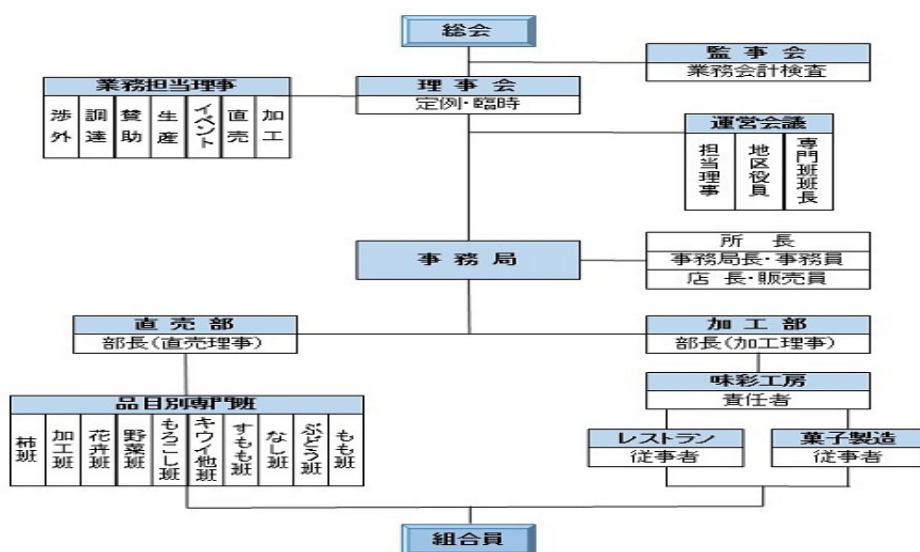 総会
監事会
業務会計検査
業務担当理事
渉外
調達
賛助
生産
イベント
直売
加工
理事会
定例・臨時
運営会議
担当理事
地区役員
専門班班長
事務局
所 長
事務局長・事務員
店 長・販売員
直売部
部長(直売理事)
加工部
部長(加工理事)
味彩工房
責任者
品目別専門班
柿班
加工班
花卉班
野菜班
もろこし班
キウイ他班
すもも班
なし班
ぶどう班
もも班
レストラン
従事者
菓子製造
従事者
組合員